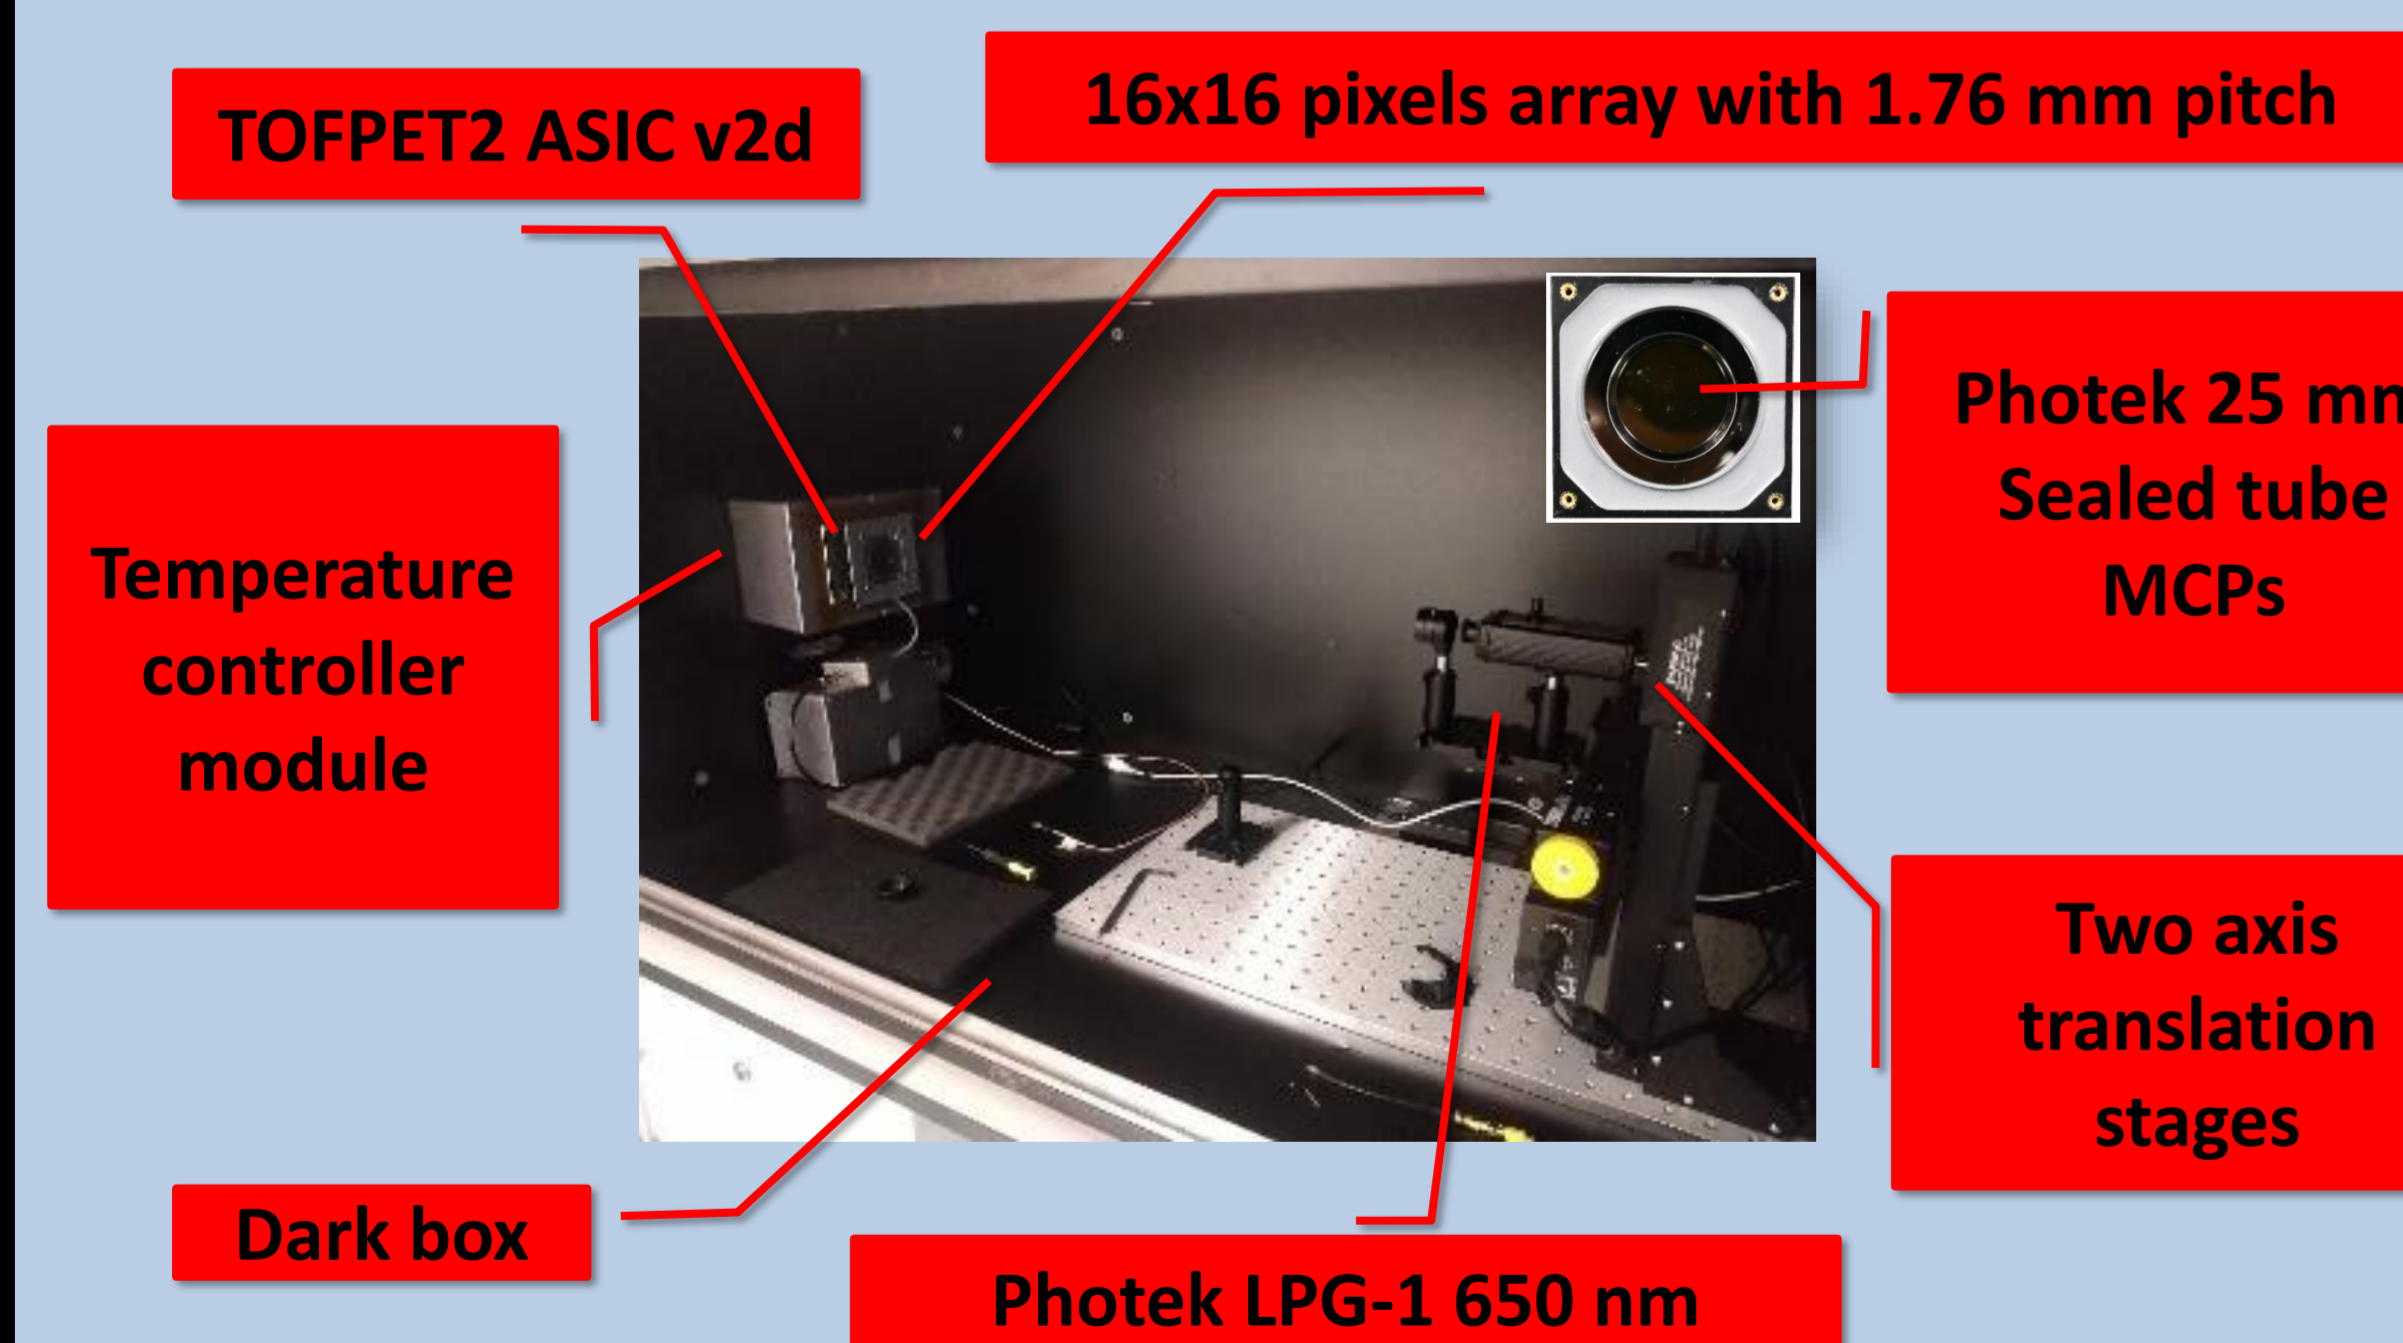 TOFPET2 ASIC v2d
16x16 pixels array with 1.76 mm pitch
Temperature
controller
module
Photek 25 mm
Sealed tube
MCPs
Two axis
translation
stages
Dark box
Photek LPG-1 650 nm